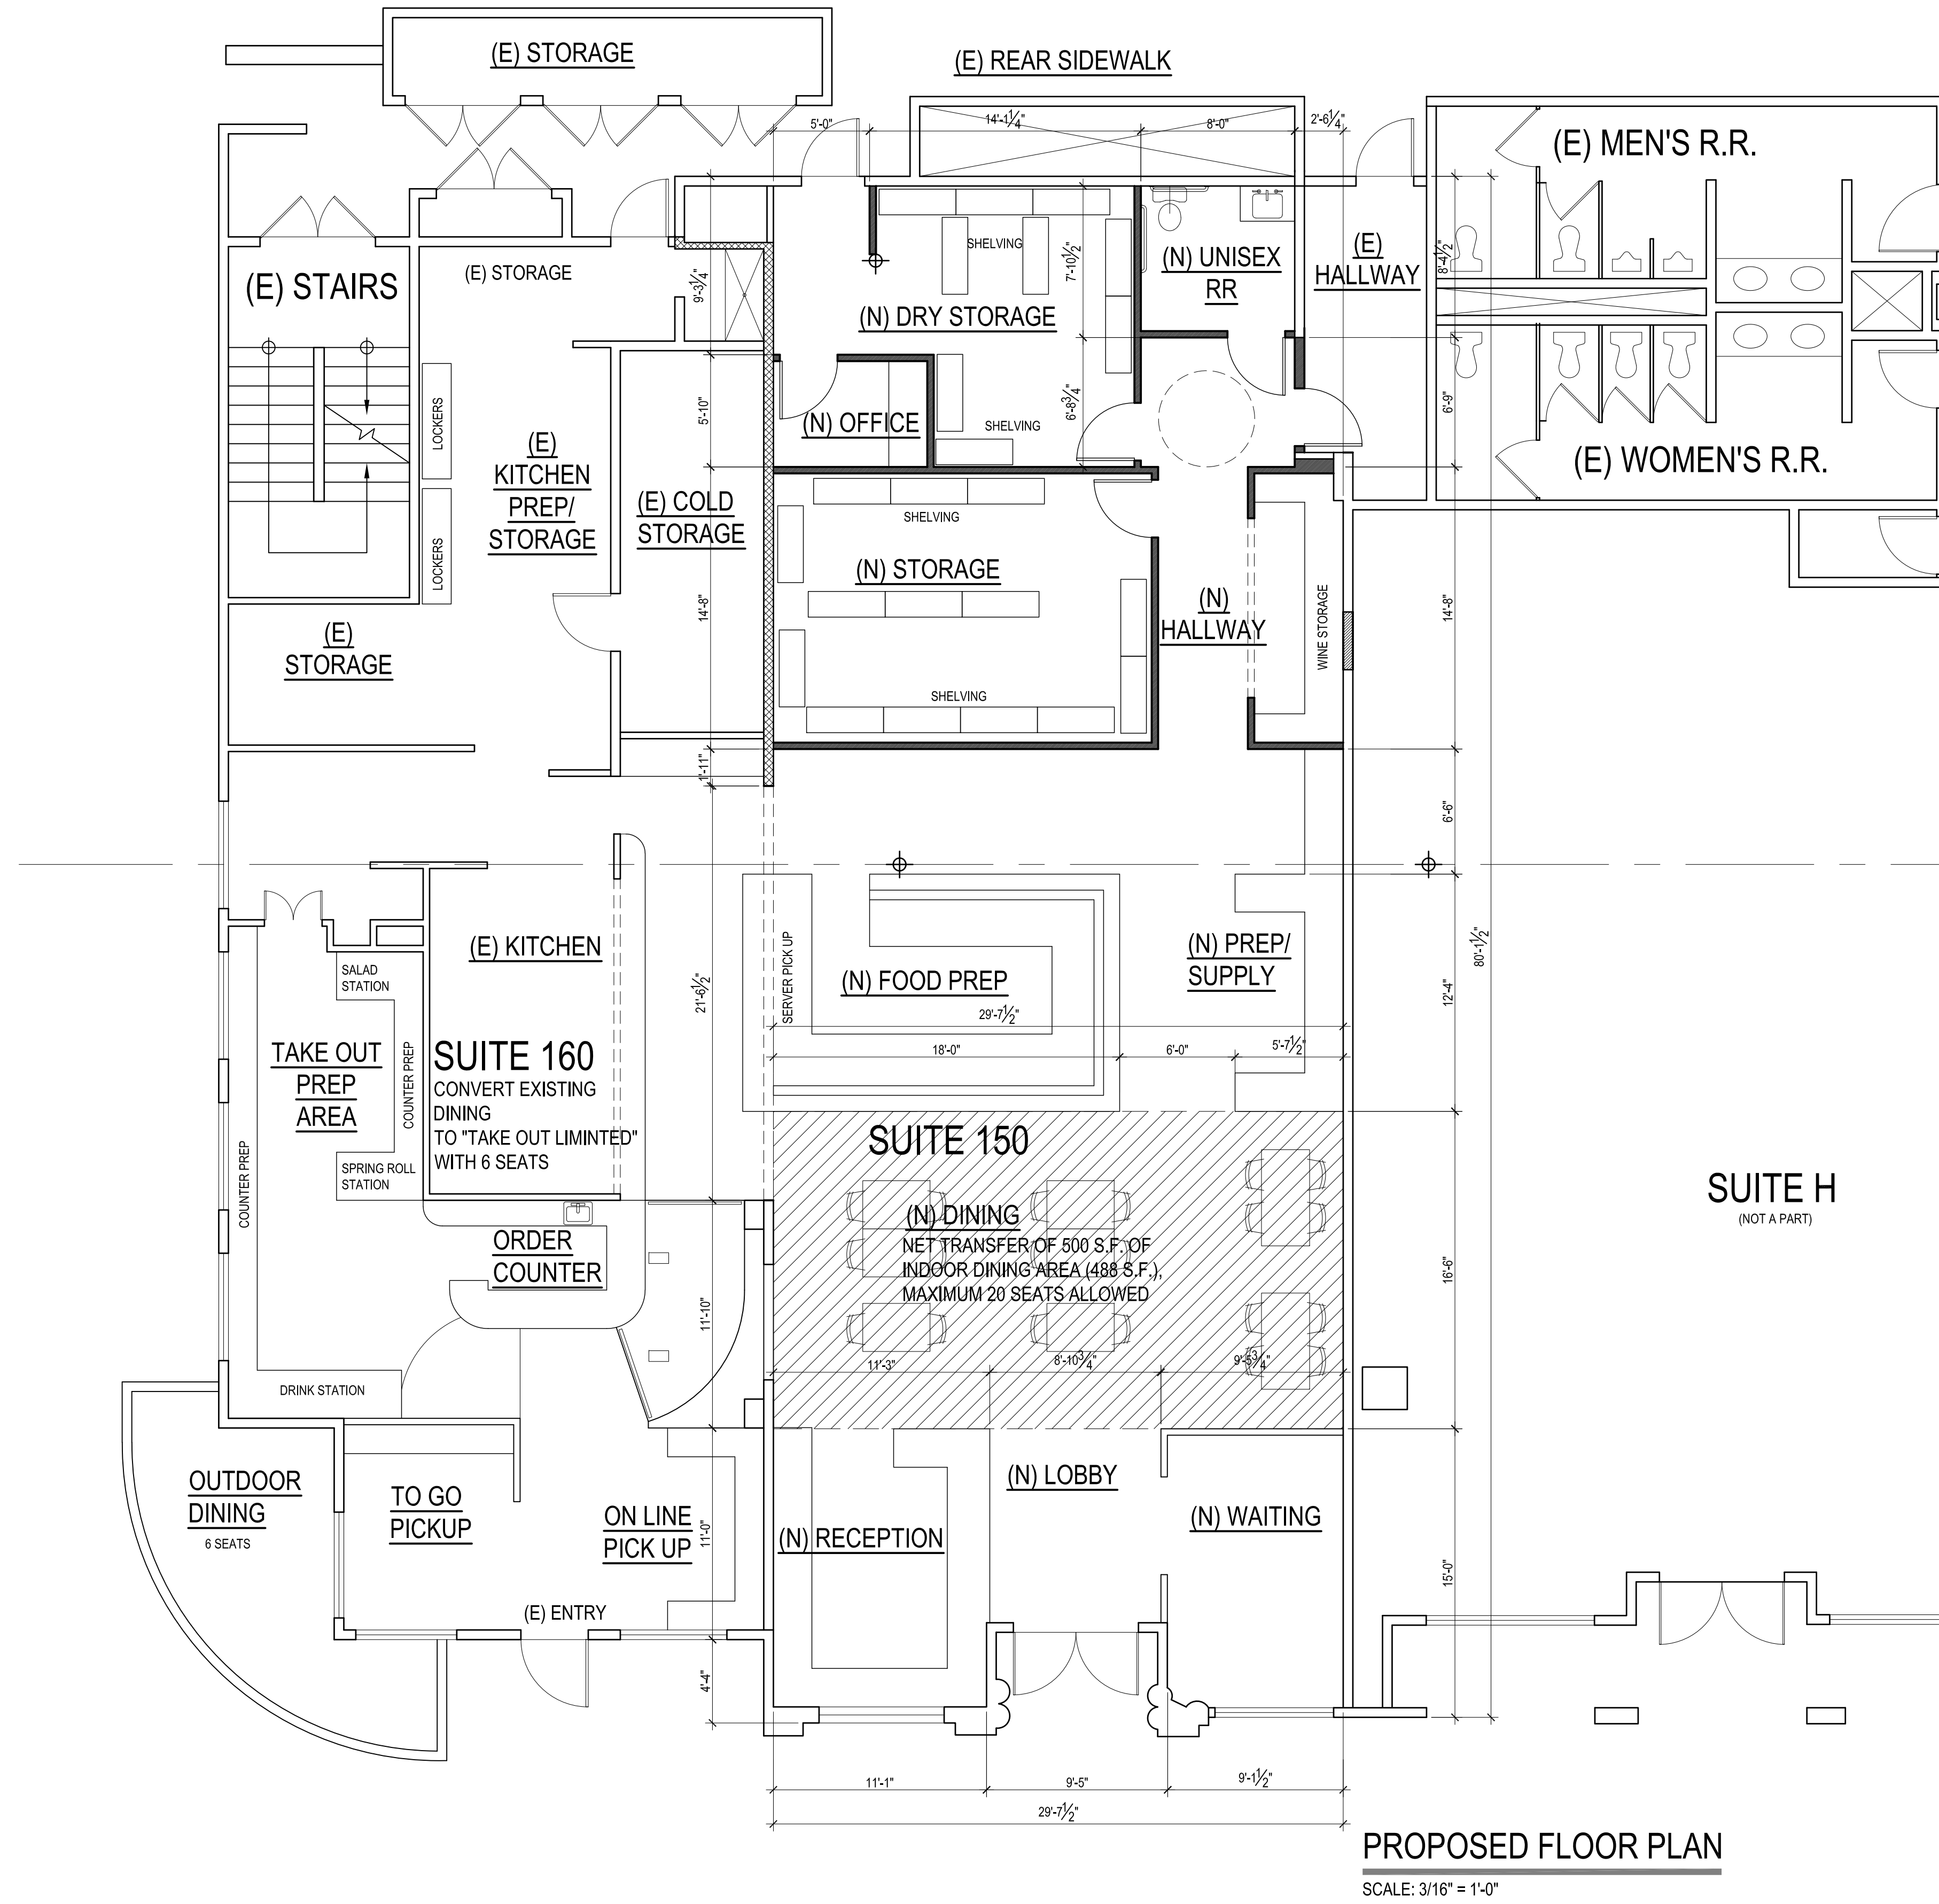 (E) STORAGE
(E) REAR SIDEWALK
5'-0"
14'-1 1/4"
8'-0"
2'-6 1/4"
(E) MEN'S R.R.
(E) STAIRS
(E) STORAGE
9'-3 1/4"
SHELVING
(N) DRY STORAGE
7'-10 1/2"
(N) UNISEX
RR
(E)
HALLWAY
8'-4 1/2"
LOCKERS
(E)
KITCHEN
PREP/
STORAGE
LOCKERS
5'-10"
(N) OFFICE
SHELVING
6'-8 3/4"
6'-9"
(E) WOMEN'S R.R.
(E) COLD
STORAGE
SHELVING
(N) STORAGE
SHELVING
14'-8"
(N)
HALLWAY
WINE STORAGE
14'-8"
(E)
STORAGE
1'-11"
6'-6"
(E) KITCHEN
SALAD
STATION
TAKE OUT
PREP
AREA
COUNTER PREP
COUNTER PREP
SPRING ROLL
STATION
SUITE 160
CONVERT EXISTING
DINING
TO "TAKE OUT LIMINTED"
WITH 6 SEATS
21'-6 1/2"
SERVER PICK UP
(N) FOOD PREP
(N) PREP/
SUPPLY
29'-7 1/2"
18'-0"
6'-0"
5'-7 1/2"
12'-4"
80'-1 1/2"
SUITE 150
(N) DINING
NET TRANSFER OF 500 S.F. OF
INDOOR DINING AREA (488 S.F.),
MAXIMUM 20 SEATS ALLOWED
11'-3"
8'-10 3/4"
9'-5 3/4"
16'-6"
SUITE H
(NOT A PART)
ORDER
COUNTER
11'-10"
DRINK STATION
OUTDOOR
DINING
6 SEATS
TO GO
PICKUP
ON LINE
PICK UP
11'-0"
(E) ENTRY
(N) RECEPTION
(N) LOBBY
(N) WAITING
15'-0"
4'-4"
11'-1"
9'-5"
9'-1 1/2"
29'-7 1/2"
PROPOSED FLOOR PLAN
SCALE: 3/16" = 1'-0"